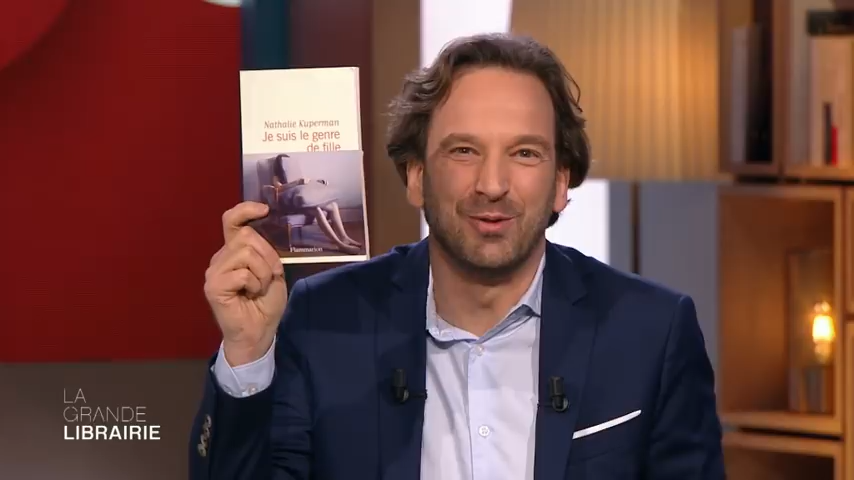 Nathalie Kuperman
Je suis le genre
de fille
Flammarion
LA
GRANDE
LIBRAIRIE